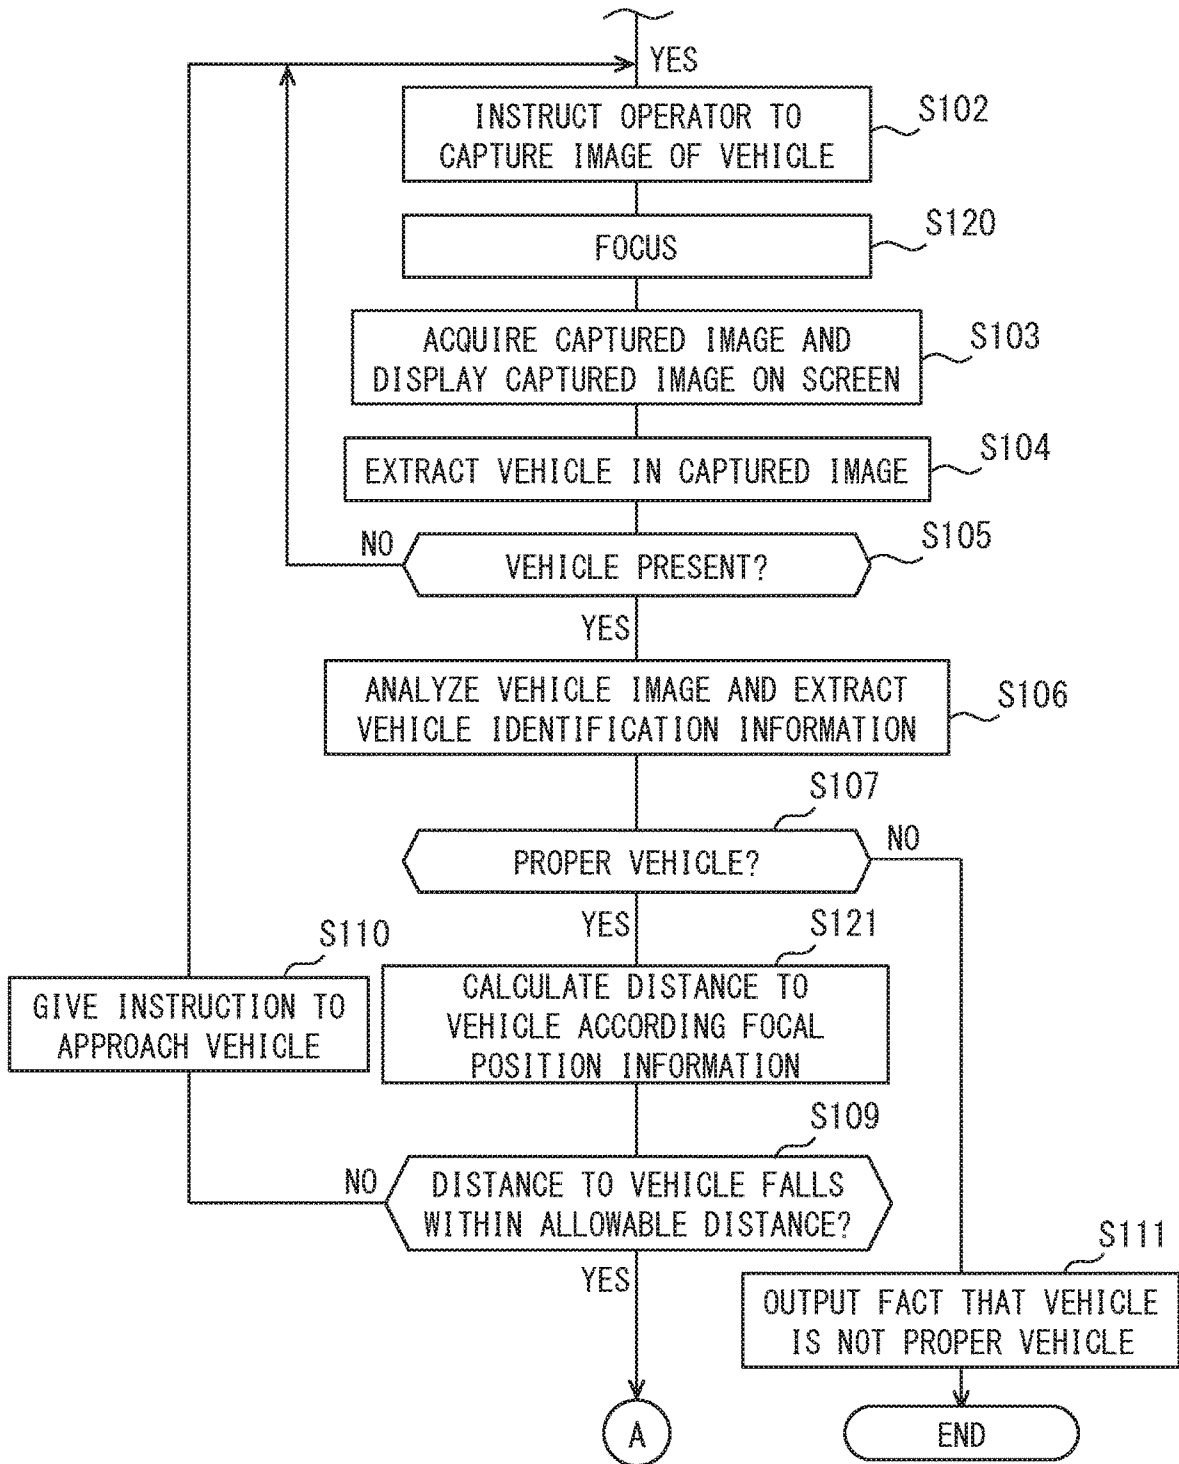 YES
S102
INSTRUCT OPERATOR TO
CAPTURE IMAGE OF VEHICLE
S120
FOCUS
S103
ACQUIRE CAPTURED IMAGE AND
DISPLAY CAPTURED IMAGE ON SCREEN
S104
EXTRACT VEHICLE IN CAPTURED IMAGE
S105
NO
VEHICLE PRESENT?
YES
S106
ANALYZE VEHICLE IMAGE AND EXTRACT
VEHICLE IDENTIFICATION INFORMATION
S107
PROPER VEHICLE?
NO
YES
S110
GIVE INSTRUCTION TO
APPROACH VEHICLE
S121
CALCULATE DISTANCE TO
VEHICLE ACCORDING FOCAL
POSITION INFORMATION
S109
NO
DISTANCE TO VEHICLE FALLS
WITHIN ALLOWABLE DISTANCE?
YES
S111
OUTPUT FACT THAT VEHICLE
IS NOT PROPER VEHICLE
A
END